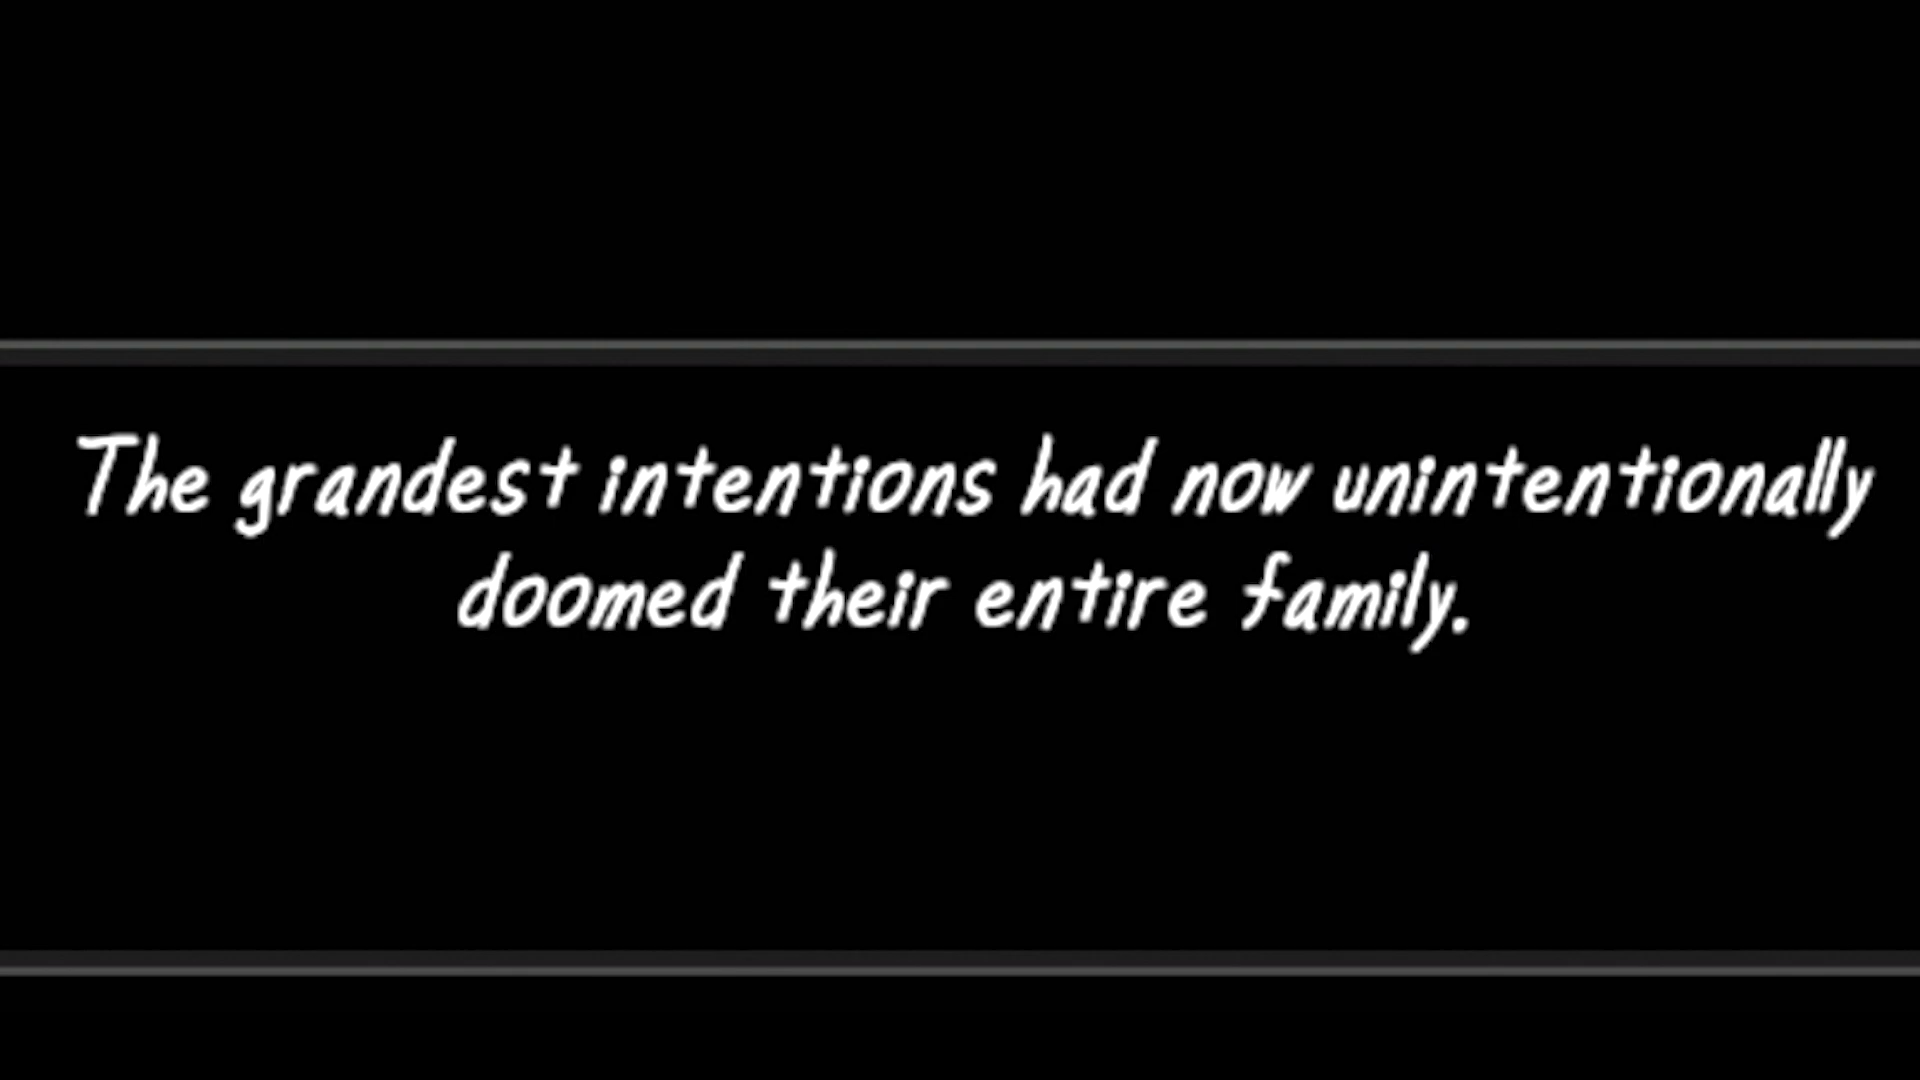 The grandest intentions had now unintentionally
doomed their entire family.